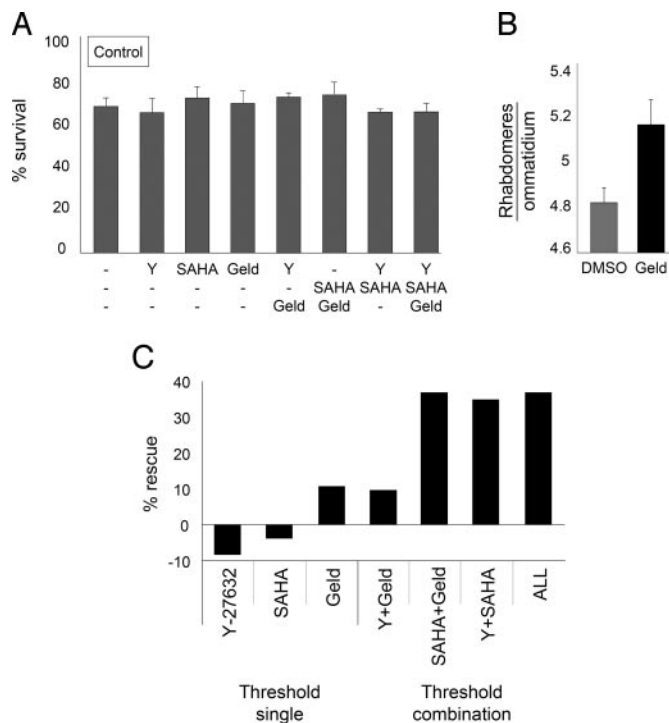 A
100
80
60
40
20
0
% survival
Control
- Y SAHA Geld Y - Y Y
- - - - - SAHA SAHA SAHA
- - - - Geld Geld - Geld
B
5.4
5.2
5
4.8
4.6
Rhabdomeres
ommatidium
DMSO Geld
C
40
30
20
10
0
-10
% rescue
Y-27632
SAHA
Geld
Y+Geld
SAHA+Geld
Y+SAHA
ALL
Threshold Threshold
single combination